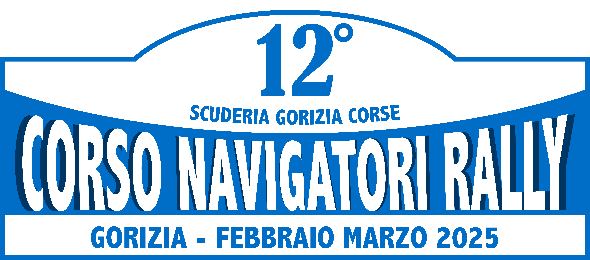 12°
SCUDERIA GORIZIA CORSE
CORSO NAVIGATORI RALLY
GORIZIA - FEBBRAIO MARZO 2025